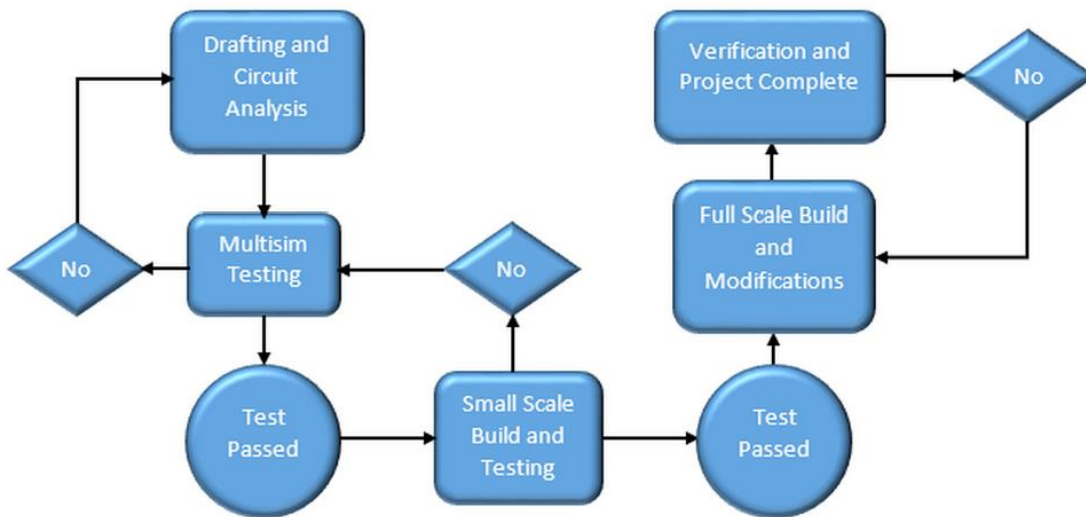 Drafting and
Circuit
Analysis
No
Multisim
Testing
No
Test
Passed
Small Scale
Build and
Testing
Test
Passed
Full Scale Build
and
Modifications
Verification and
Project Complete
No